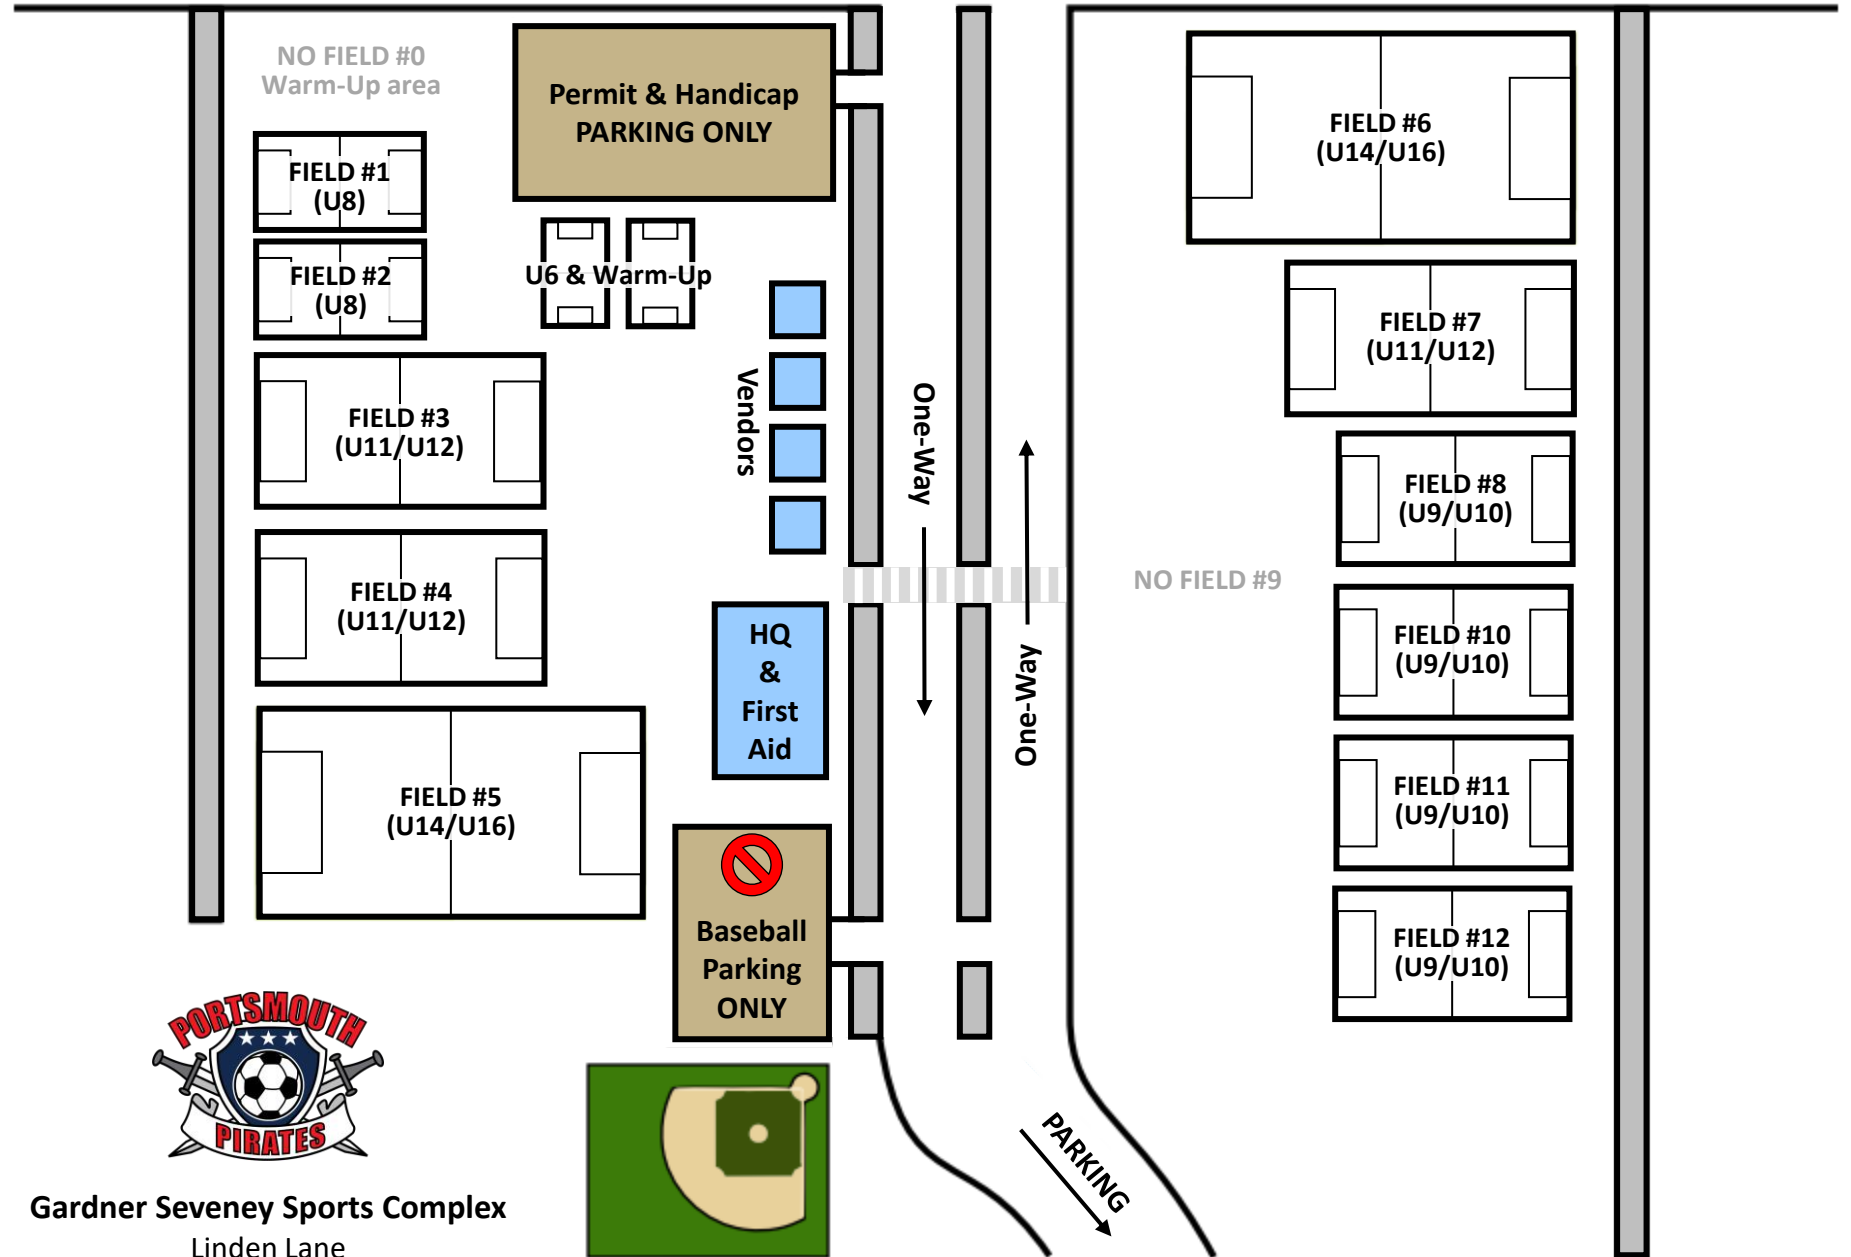 NO FIELD #0
Warm-Up area
Permit & Handicap
PARKING ONLY
FIELD #1
(U8)
FIELD #2
(U8)
U6 & Warm-Up
FIELD #3
(U11/U12)
Vendors
FIELD #4
(U11/U12)
HQ
&
First
Aid
FIELD #5
(U14/U16)
Baseball
Parking
ONLY
One-Way
One-Way
FIELD #6
(U14/U16)
FIELD #7
(U11/U12)
FIELD #8
(U9/U10)
NO FIELD #9
FIELD #10
(U9/U10)
FIELD #11
(U9/U10)
FIELD #12
(U9/U10)
PARKING
PORTSMOUTH
PIRATES
Gardner Seveney Sports Complex
Linden Lane